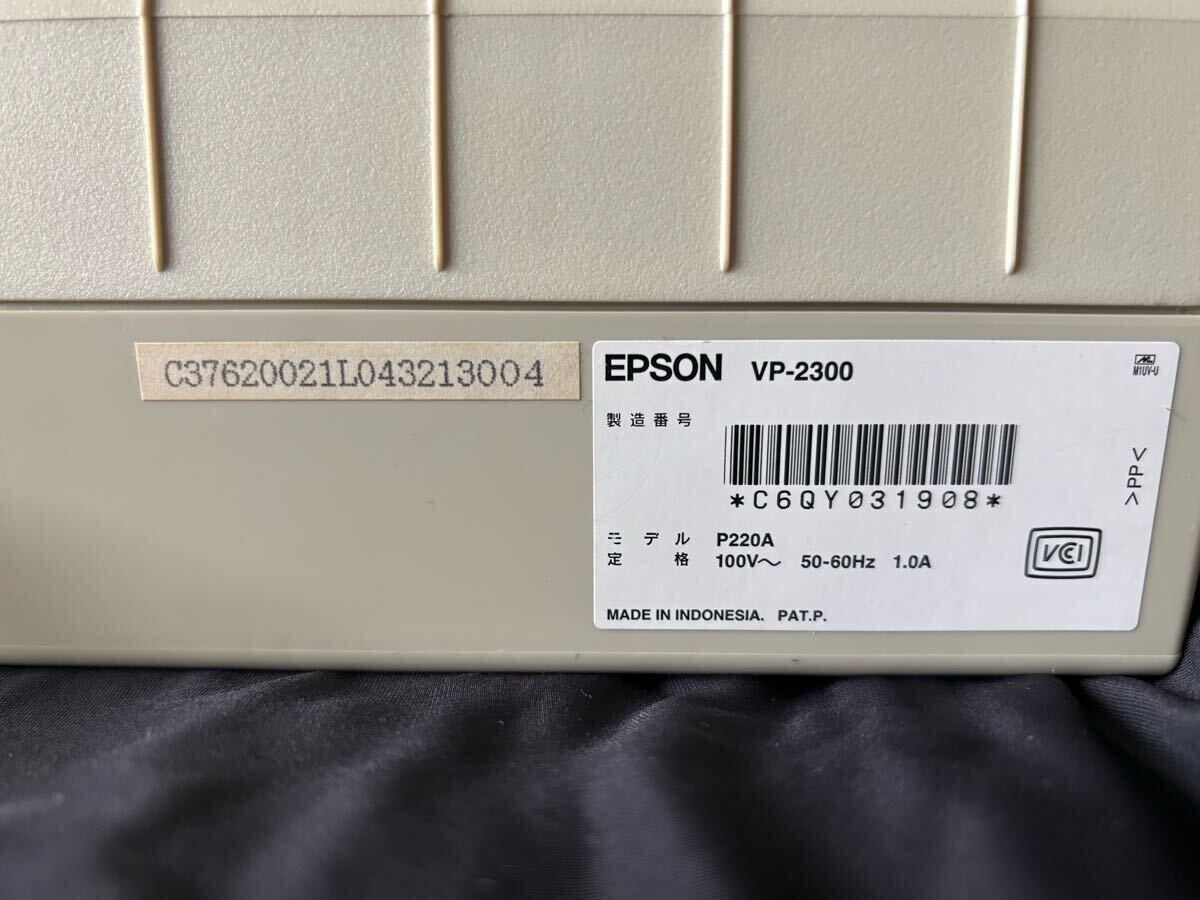 C37620021L043213004
EPSON VP-2300
M1UV-U
製造番号
*C6QY031908*
>PP<
モデル P220A
定格 100V～ 50-60Hz 1.0A
VCCI
MADE IN INDONESIA. PAT.P.